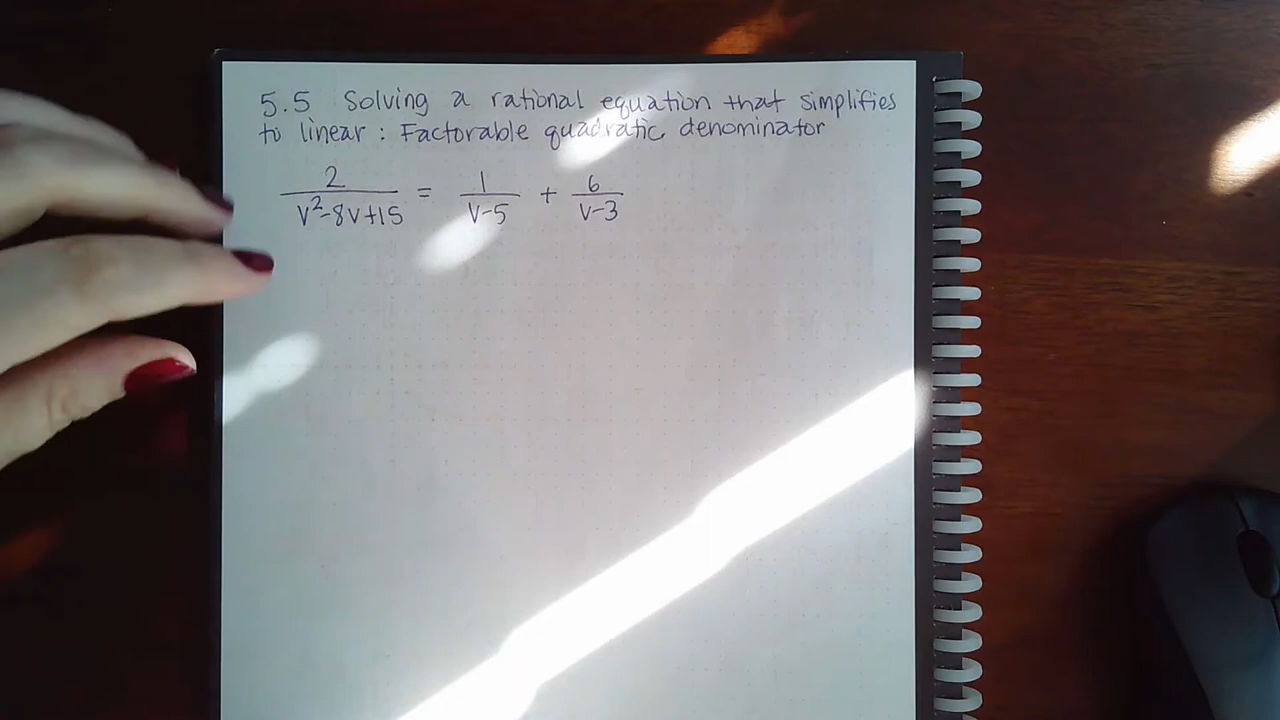 5.5 Solving a rational equation that simplifies
to linear : Factorable quadratic denominator
2/(v²-8v+15) = 1/(v-5) + 6/(v-3)